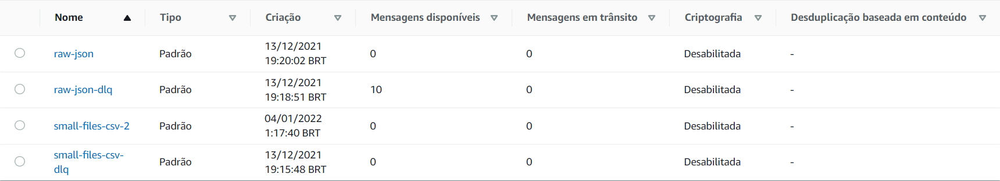 Nome Tipo Criação Mensagens disponíveis Mensagens em trânsito Criptografia Desduplicação baseada em conteúdo
raw-json Padrão 13/12/2021 19:20:02 BRT 0 0 Desabilitada -
raw-json-dlq Padrão 13/12/2021 19:18:51 BRT 10 0 Desabilitada -
small-files-csv-2 Padrão 04/01/2022 1:17:40 BRT 0 0 Desabilitada -
small-files-csv-dlq Padrão 13/12/2021 19:15:48 BRT 0 0 Desabilitada -